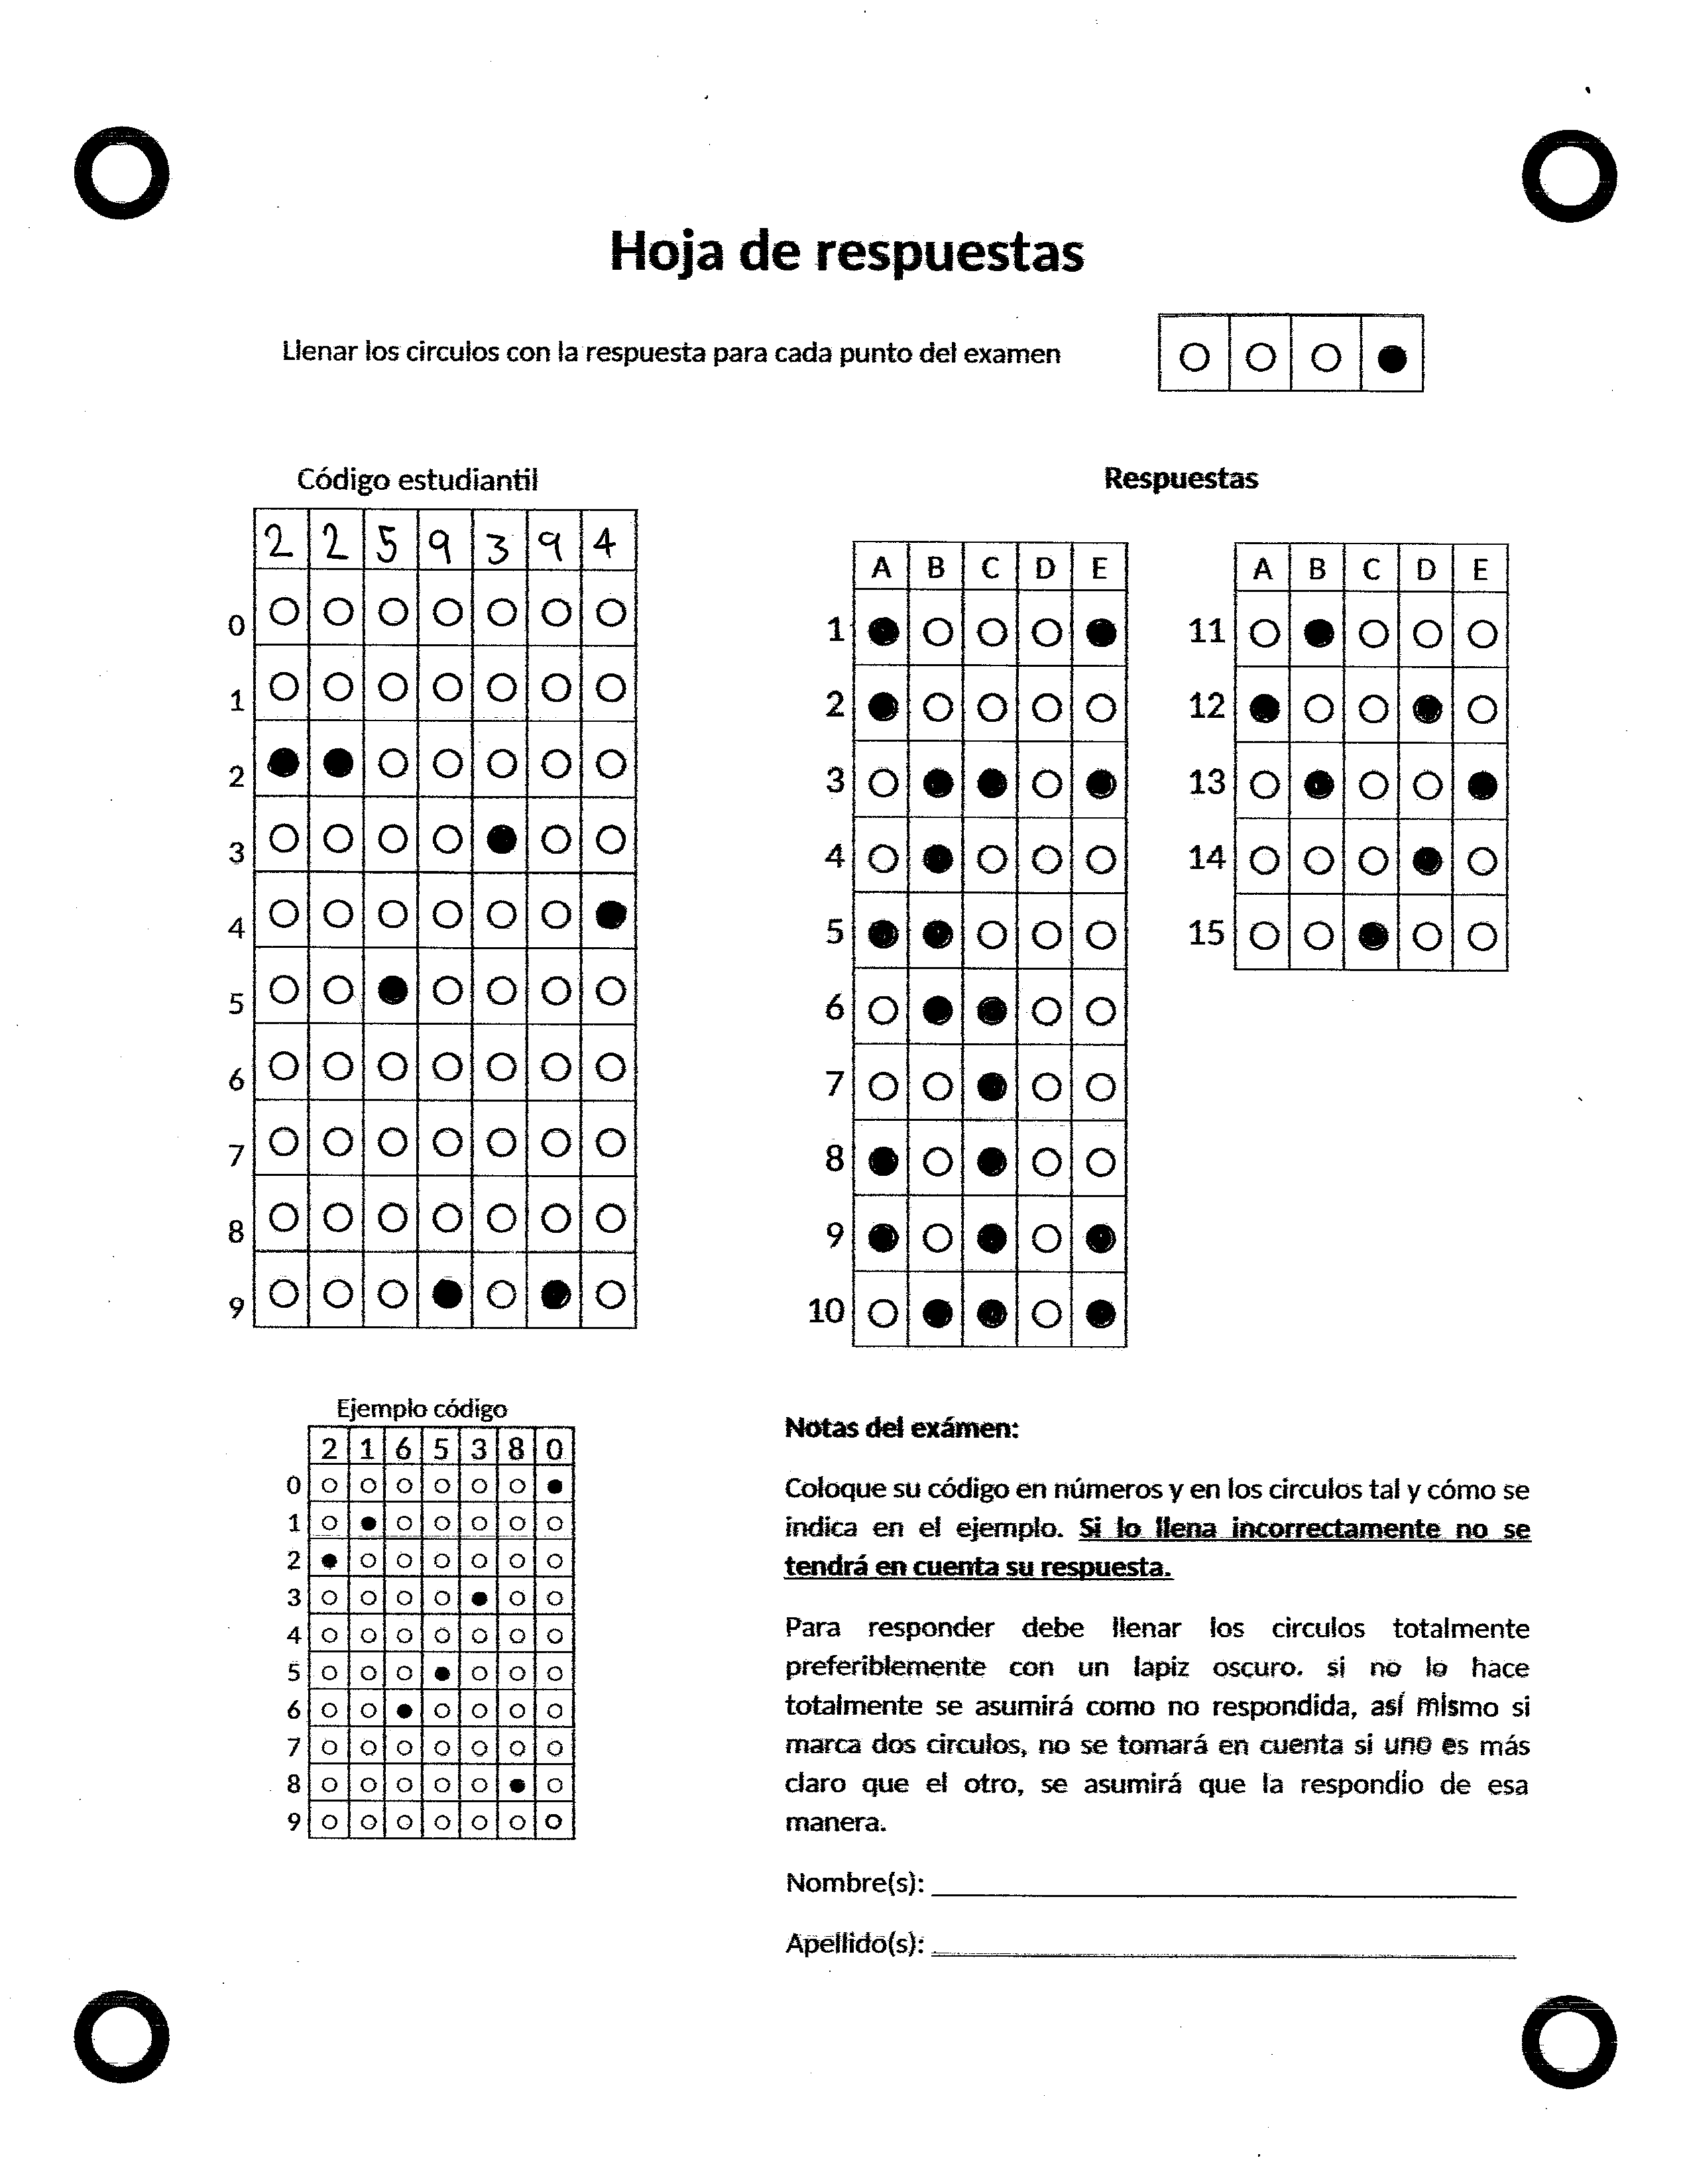 Hoja de respuestas
Llenar los circulos con la respuesta para cada punto del examen
Código estudiantil
2 2 5 9 3 9 4
0
1
2
3
4
5
6
7
8
9
Respuestas
A B C D E
1
2
3
4
5
6
7
8
9
10
A B C D E
11
12
13
14
15
Ejemplo código
2 1 6 5 3 8 0
0
1
2
3
4
5
6
7
8
9
Notas del exámen:
Coloque su código en números y en los circulos tal y cómo se
indica en el ejemplo. Si lo llena incorrectamente no se
tendrá en cuenta su respuesta.
Para responder debe llenar los circulos totalmente
preferiblemente con un lapiz oscuro. si no lo hace
totalmente se asumirá como no respondida, así mismo si
marca dos circulos, no se tomará en cuenta si uno es más
claro que el otro, se asumirá que la respondio de esa
manera.
Nombre(s):
Apellido(s):